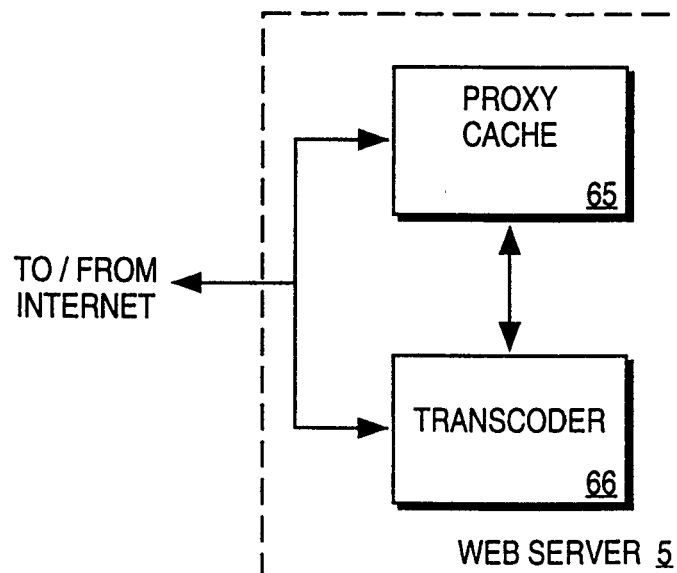 PROXY
CACHE
65
TO / FROM
INTERNET
TRANSCODER
66
WEB SERVER 5